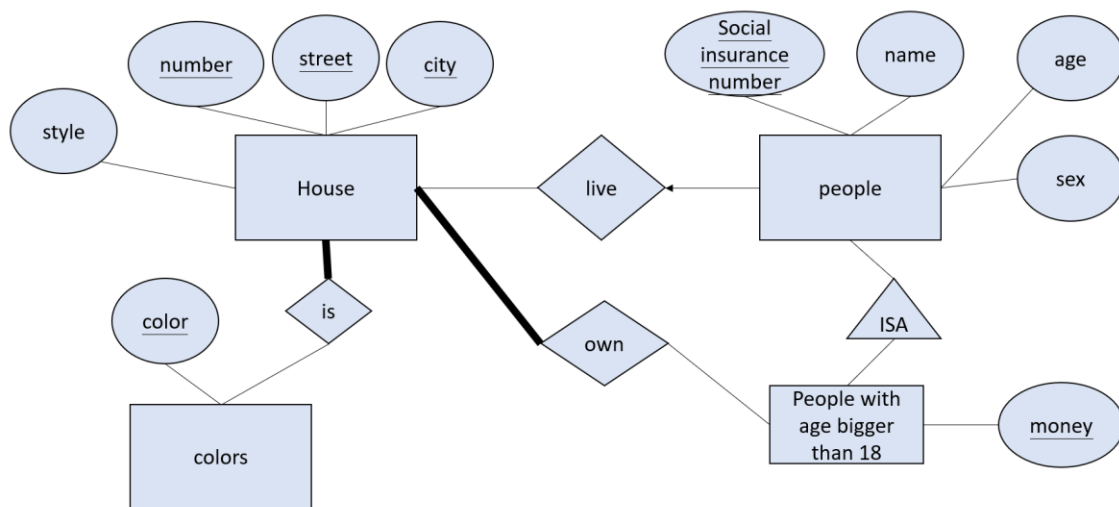 number
street
city
Social
insurance
number
name
age
style
House
live
people
sex
color
is
own
ISA
colors
People with
age bigger
than 18
money